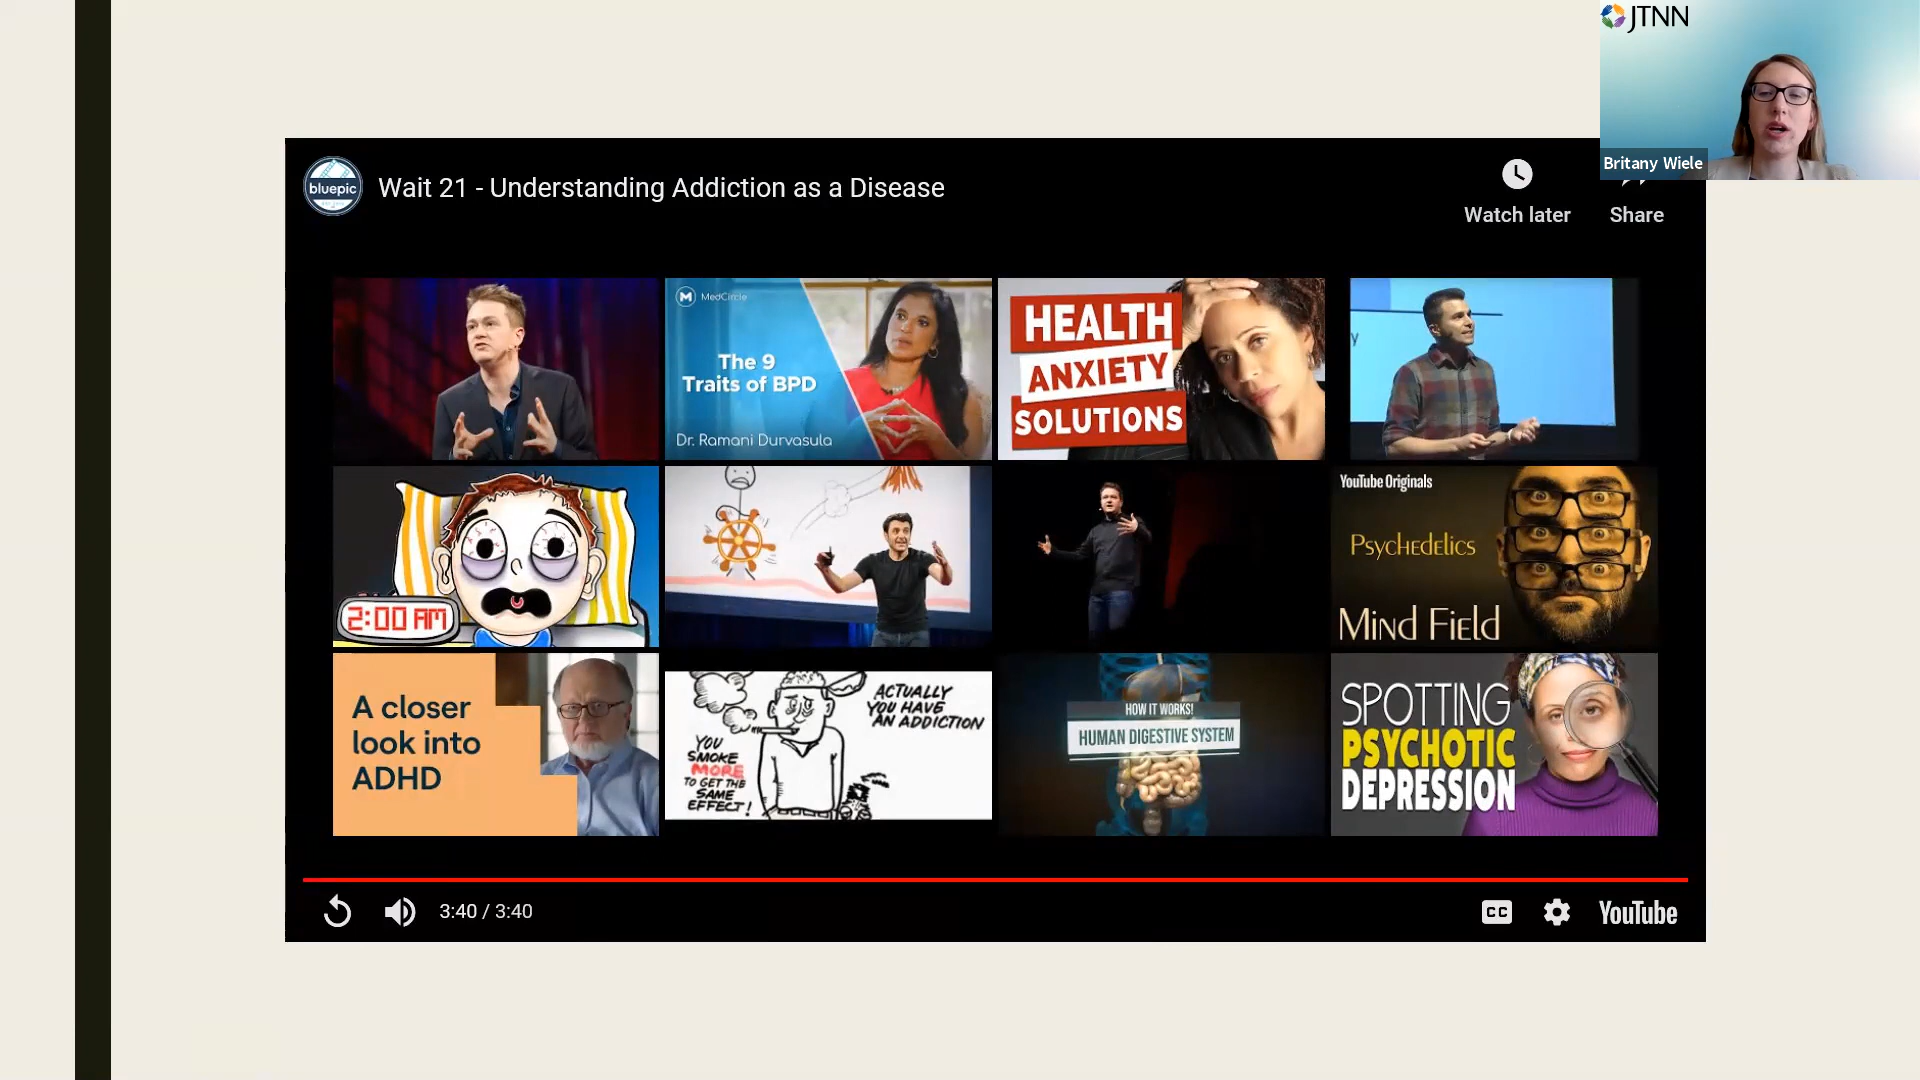 JTNN
Britany Wiele
bluepic
Wait 21 - Understanding Addiction as a Disease
Watch later
Share
MedCircle
The 9
Traits of BPD
Dr. Ramani Durvasula
HEALTH
ANXIETY
SOLUTIONS
y
2:00 AM
YouTube Originals
Psychedelics
Mind Field
A closer
look into
ADHD
ACTUALLY
YOU HAVE
AN ADDICTION
YOU
SMOKE
MORE
TO GET THE
SAME
EFFECT!
HOW IT WORKS!
HUMAN DIGESTIVE SYSTEM
SPOTTING
PSYCHOTIC
DEPRESSION
3:40 / 3:40
CC
YouTube